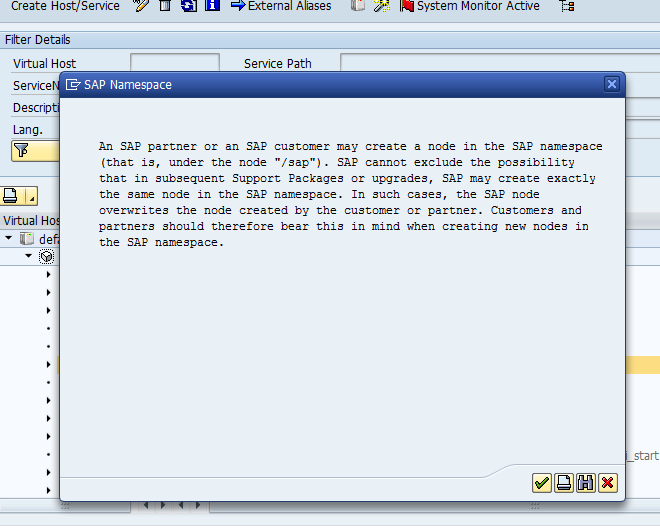 Create Host/Service External Aliases System Monitor Active
Filter Details
Virtual Host Service Path
SAP Namespace
Lang.
An SAP partner or an SAP customer may create a node in the SAP namespace
(that is, under the node "/sap"). SAP cannot exclude the possibility
that in subsequent Support Packages or upgrades, SAP may create exactly
the same node in the SAP namespace. In such cases, the SAP node
overwrites the node created by the customer or partner. Customers and
partners should therefore bear this in mind when creating new nodes in
the SAP namespace.
Virtual Hos
defa
i_start